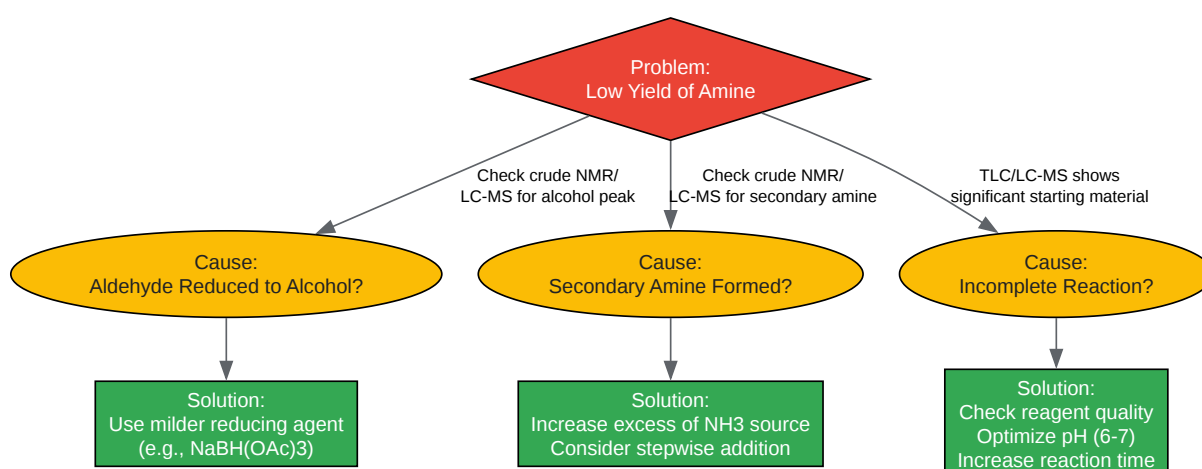 Problem:
Low Yield of Amine
Check crude NMR/
LC-MS for alcohol peak
Check crude NMR/
LC-MS for secondary amine
TLC/LC-MS shows
significant starting material
Cause:
Aldehyde Reduced to Alcohol?
Cause:
Secondary Amine Formed?
Cause:
Incomplete Reaction?
Solution:
Use milder reducing agent
(e.g., NaBH(OAc)3)
Solution:
Increase excess of NH3 source
Consider stepwise addition
Solution:
Check reagent quality
Optimize pH (6-7)
Increase reaction time